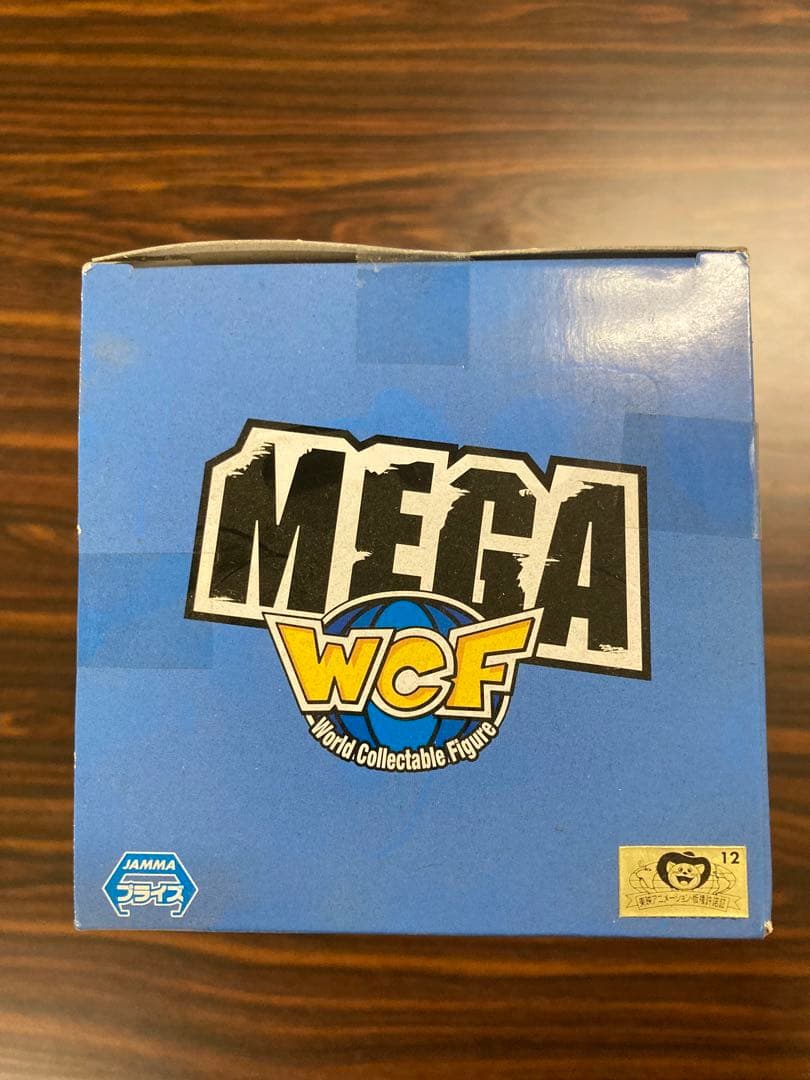 MEGA
WCF
World Collectable Figure
JAMMA
プライズ
12
東映アニメーション・版権許諾証